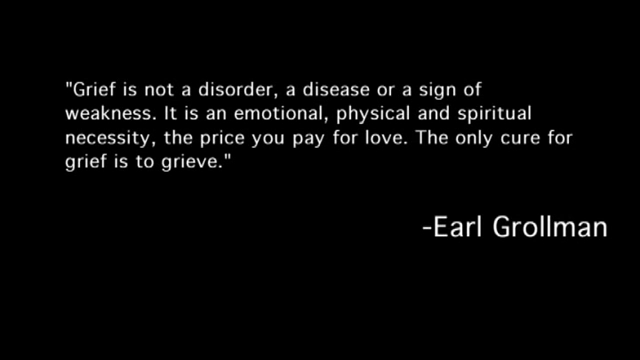 "Grief is not a disorder, a disease or a sign of
weakness. It is an emotional, physical and spiritual
necessity, the price you pay for love. The only cure for
grief is to grieve."
-Earl Grollman